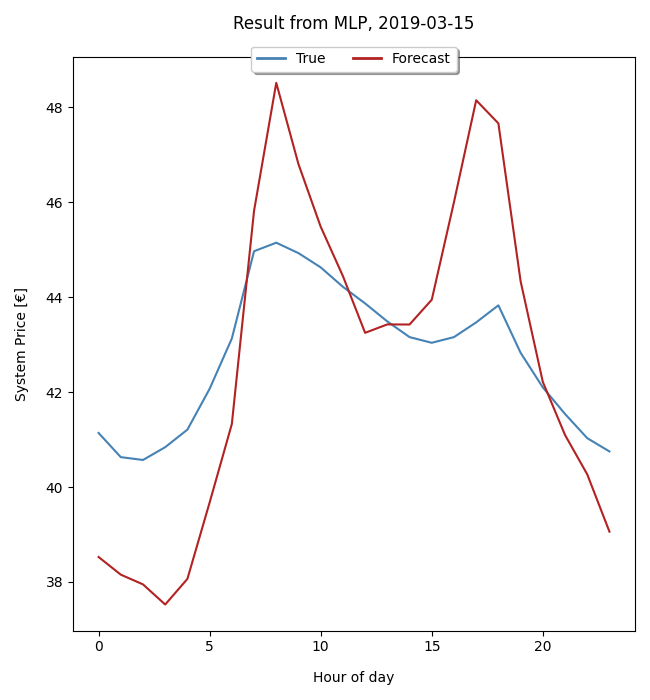 Result from MLP, 2019-03-15
True Forecast
48
46
44
42
40
38
System Price [€]
0 5 10 15 20
Hour of day